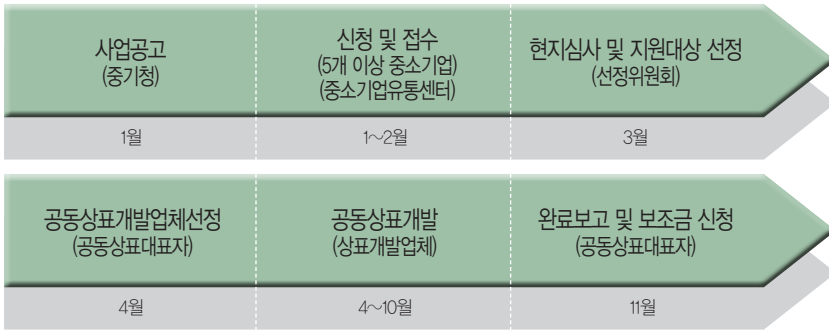 사업공고
(중기청)
신청 및 접수
(5개 이상 중소기업)
(중소기업유통센터)
현지심사 및 지원대상 선정
(선정위원회)
1월
1~2월
3월
공동상표개발업체선정
(공동상표대표자)
공동상표개발
(상표개발업체)
완료보고 및 보조금 신청
(공동상표대표자)
4월
4~10월
11월